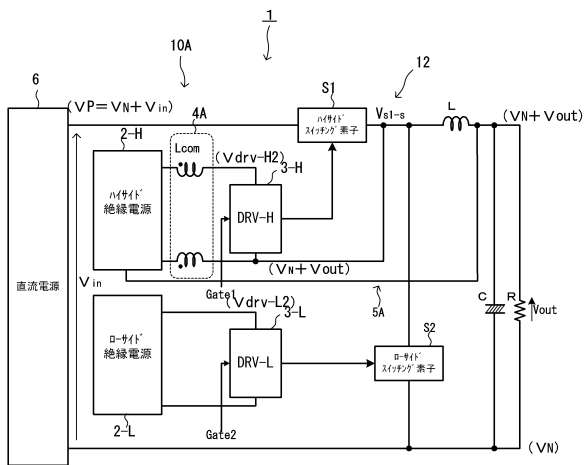 1
10A
6
(VP=VN+Vin)
4A
S1
12
2-H
Lcom
ハイサイド
スイッチング素子
Vs1-s
L
(VN+Vout)
(Vdrv-H2)
3-H
ハイサイド
絶縁電源
DRV-H
Vin
(VN+Vout)
直流電源
Gate1
5A
C
R
Vout
(Vdrv-L2)
3-L
S2
ローサイド
絶縁電源
DRV-L
ローサイド
スイッチング素子
2-L
Gate2
(VN)